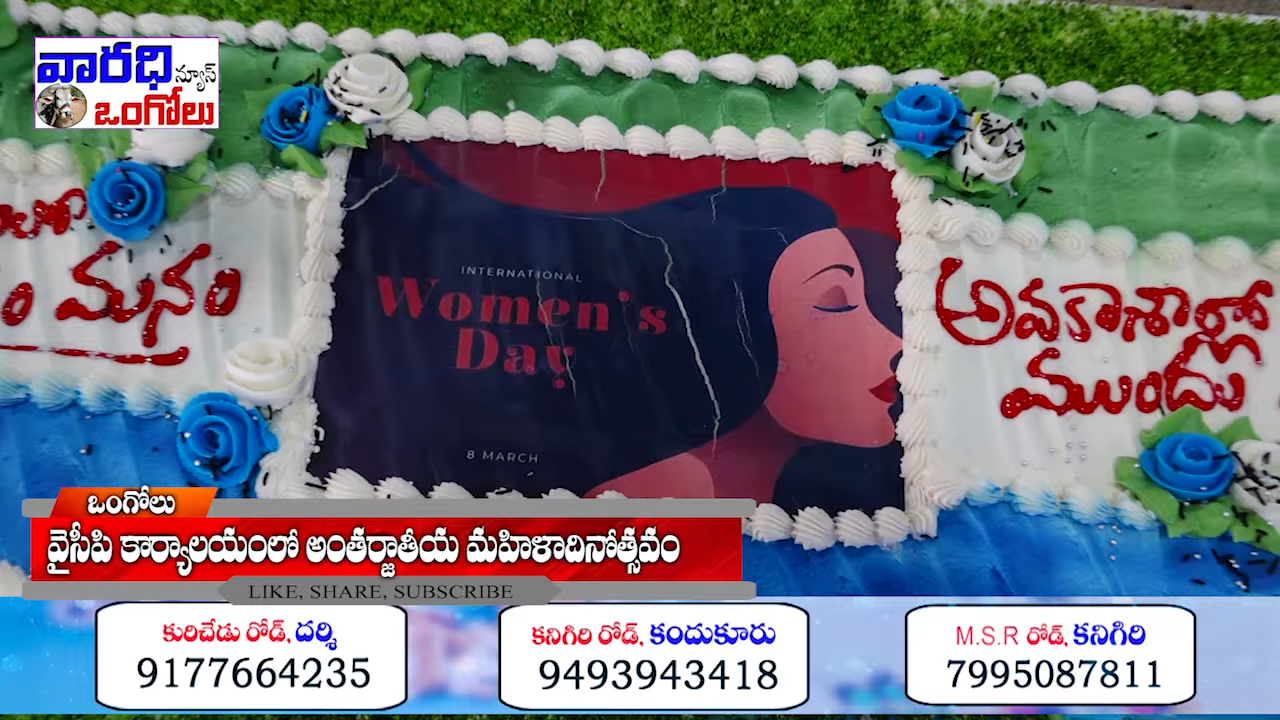 వారధి న్యూస్
ఒంగోలు
మనం
INTERNATIONAL
Women's
Day
8 MARCH
అవకాశాల్లో
ముందు
ఒంగోలు
వైసీపి కార్యాలయంలో అంతర్జాతీయ మహిళాదినోత్సవం
LIKE, SHARE, SUBSCRIBE
కురిచేడు రోడ్, దర్శి
9177664235
కనిగిరి రోడ్, కందుకూరు
9493943418
M.S.R రోడ్, కనిగిరి
7995087811